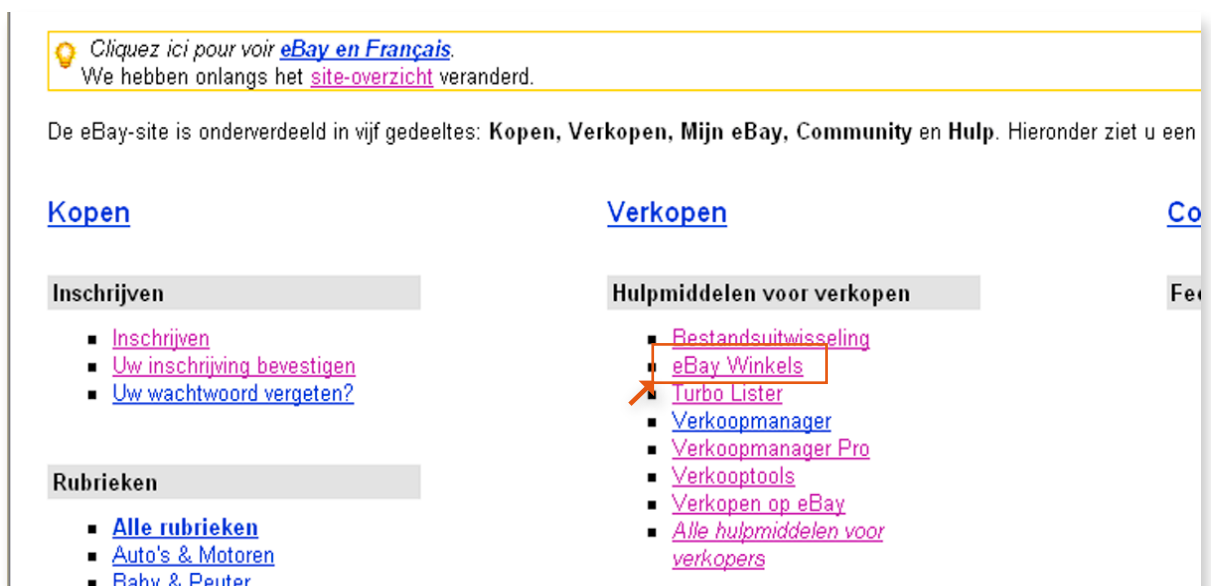 Cliquez ici pour voir eBay en Français.
We hebben onlangs het site-overzicht veranderd.
De eBay-site is onderverdeeld in vijf gedeeltes: Kopen, Verkopen, Mijn eBay, Community en Hulp. Hieronder ziet u een
Kopen
Inschrijven
Inschrijven
Uw inschrijving bevestigen
Uw wachtwoord vergeten?
Rubrieken
Alle rubrieken
Auto's & Motoren
Baby & Peuter
Verkopen
Hulpmiddelen voor verkopen
Bestandsuitwisseling
eBay Winkels
Turbo Lister
Verkoopmanager
Verkoopmanager Pro
Verkooptools
Verkopen op eBay
Alle hulpmiddelen voor
verkopers
Co